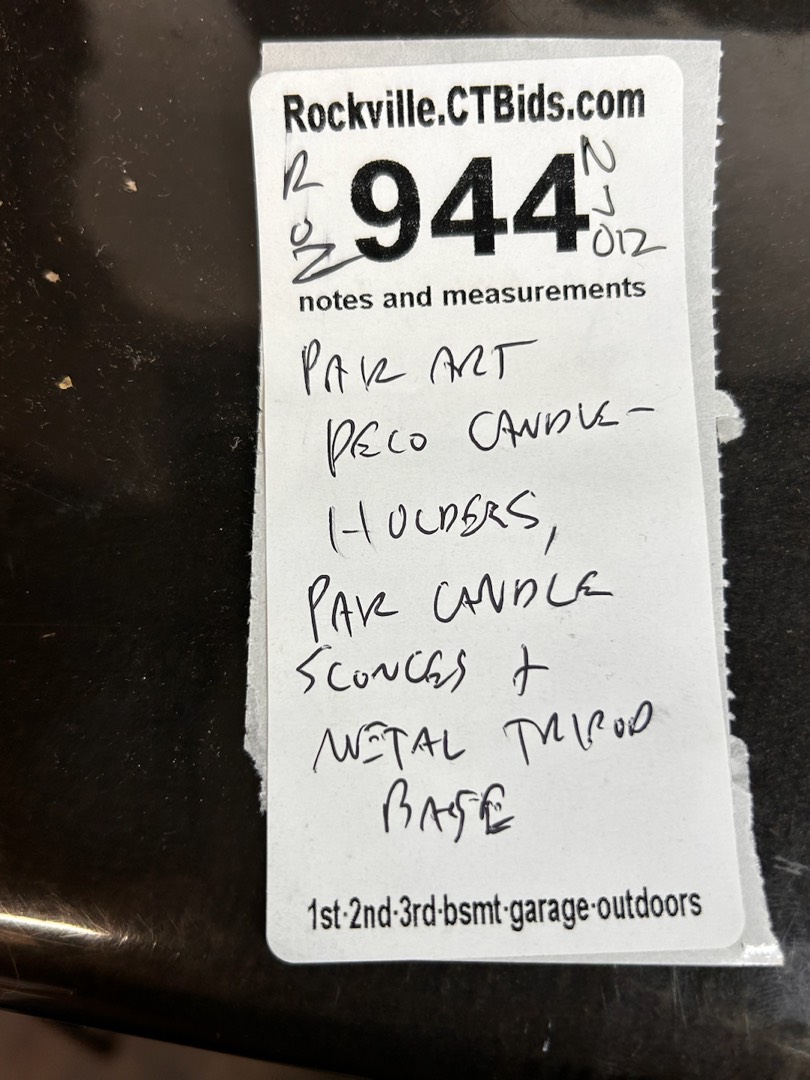 Rockville.CTBids.com
944
notes and measurements
PAIR ART
DECO CANDLE-
HOLDERS,
PAIR CANDLE
SCONCES +
METAL TRIPOD
BASE
1st·2nd·3rd·bsmt·garage·outdoors